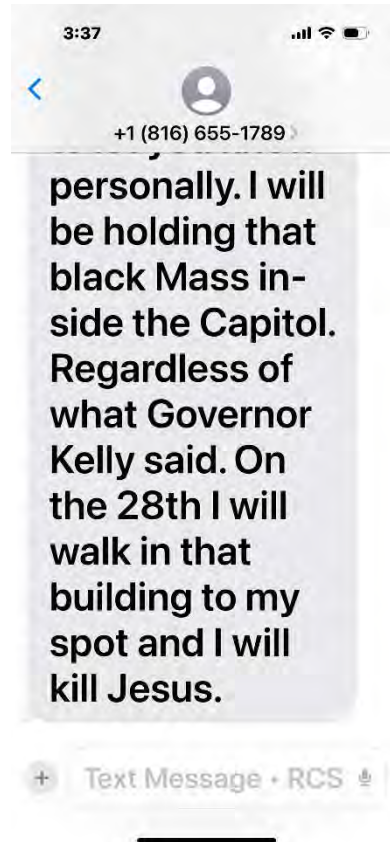 3:37
+1 (816) 655-1789
personally. I will
be holding that
black Mass in-
side the Capitol.
Regardless of
what Governor
Kelly said. On
the 28th I will
walk in that
building to my
spot and I will
kill Jesus.
Text Message • RCS